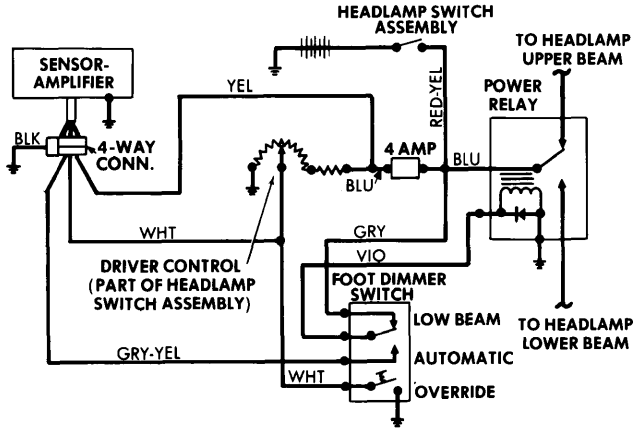 HEADLAMP SWITCH
ASSEMBLY
TO HEADLAMP
UPPER BEAM
SENSOR-
AMPLIFIER
POWER
RELAY
YEL
RED-YEL
BLK
4-WAY
CONN.
4 AMP
BLU
BLU
WHT
GRY
VIO
DRIVER CONTROL
(PART OF HEADLAMP
SWITCH ASSEMBLY)
FOOT DIMMER
SWITCH
LOW BEAM
TO HEADLAMP
LOWER BEAM
GRY-YEL
AUTOMATIC
WHT
OVERRIDE